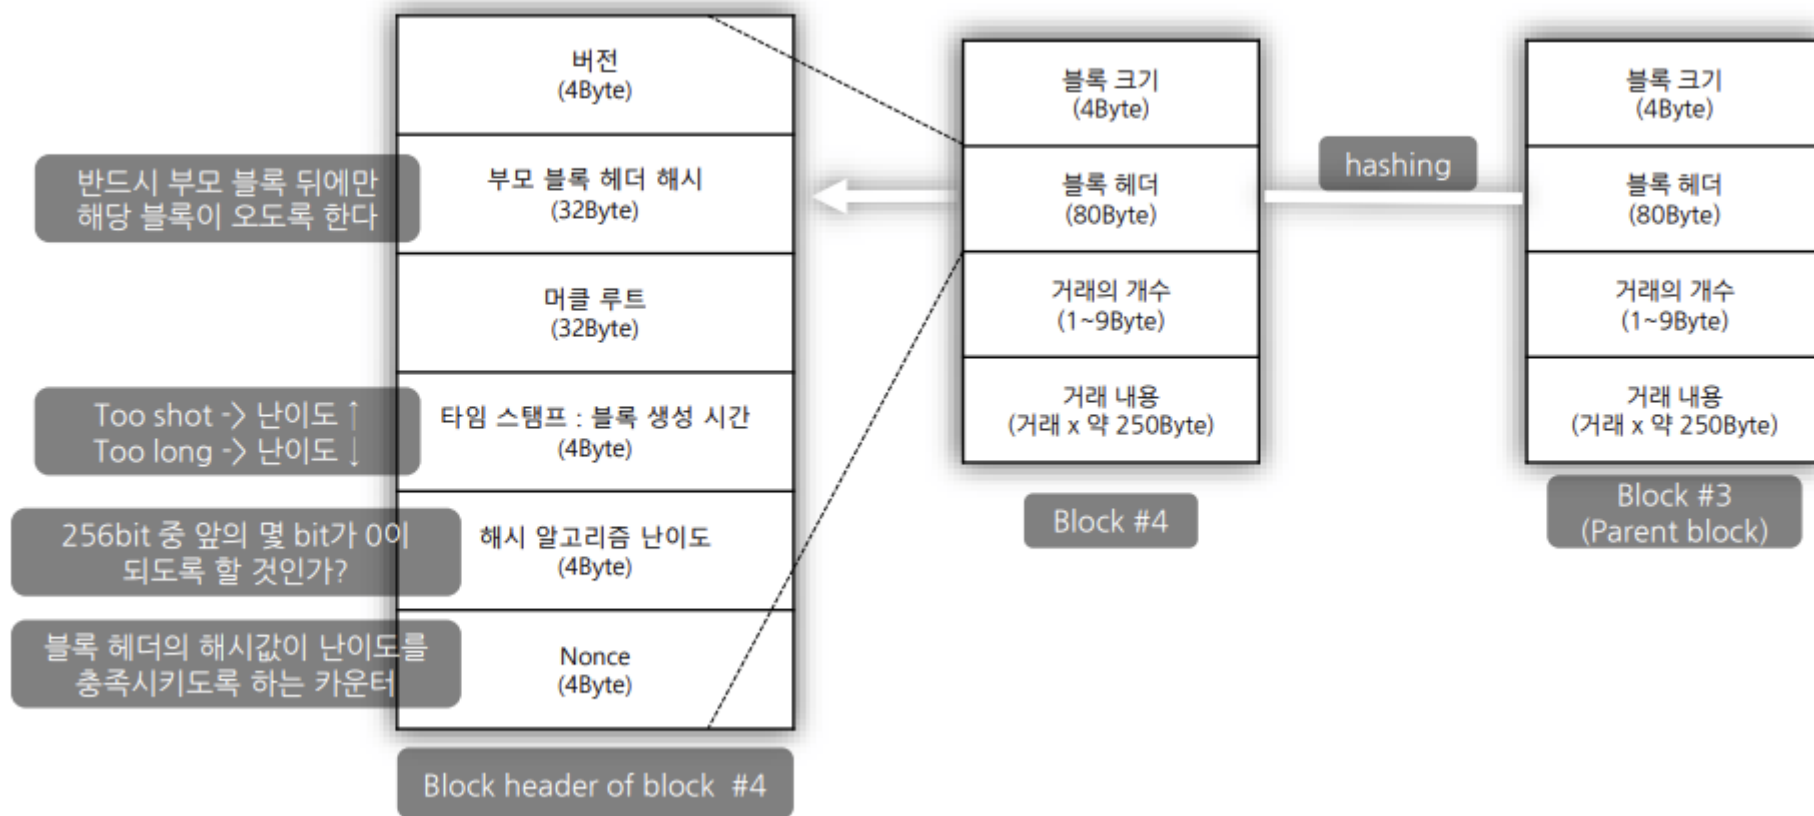 버전
(4Byte)
반드시 부모 블록 뒤에만
해당 블록이 오도록 한다
부모 블록 헤더 해시
(32Byte)
머클 루트
(32Byte)
Too shot -> 난이도 ↑
Too long -> 난이도 ↓
타임 스탬프 : 블록 생성 시간
(4Byte)
256bit 중 앞의 몇 bit가 0이
되도록 할 것인가?
해시 알고리즘 난이도
(4Byte)
블록 헤더의 해시값이 난이도를
충족시키도록 하는 카운터
Nonce
(4Byte)
Block header of block #4
블록 크기
(4Byte)
블록 헤더
(80Byte)
거래의 개수
(1~9Byte)
거래 내용
(거래 x 약 250Byte)
Block #4
hashing
블록 크기
(4Byte)
블록 헤더
(80Byte)
거래의 개수
(1~9Byte)
거래 내용
(거래 x 약 250Byte)
Block #3
(Parent block)